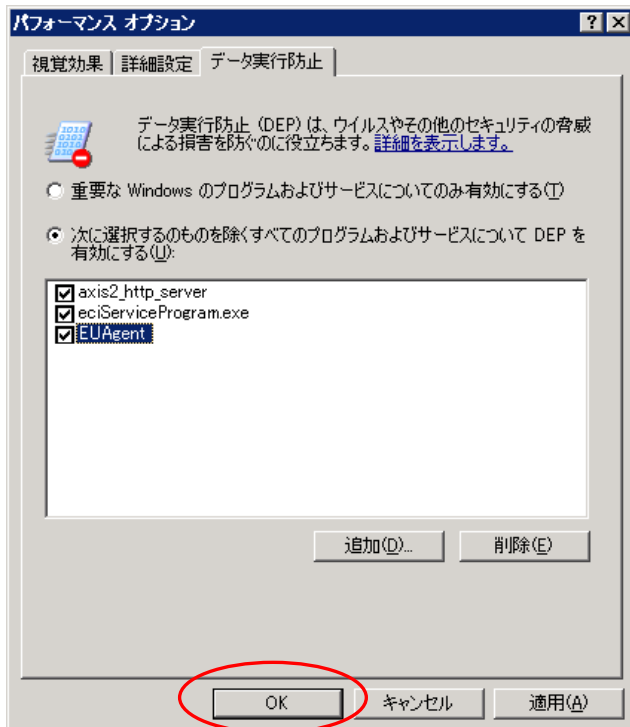 パフォーマンス オプション
視覚効果 詳細設定 データ実行防止
データ実行防止 (DEP) は、ウイルスやその他のセキュリティの脅威
による損害を防ぐのに役立ちます。詳細を表示します。
重要な Windows のプログラムおよびサービスについてのみ有効にする(T)
次に選択するのものを除くすべてのプログラムおよびサービスについて DEP を
有効にする(U):
axis2_http_server
eciServiceProgram.exe
EUAgent
追加(D)... 削除(E)
OK キャンセル 適用(A)